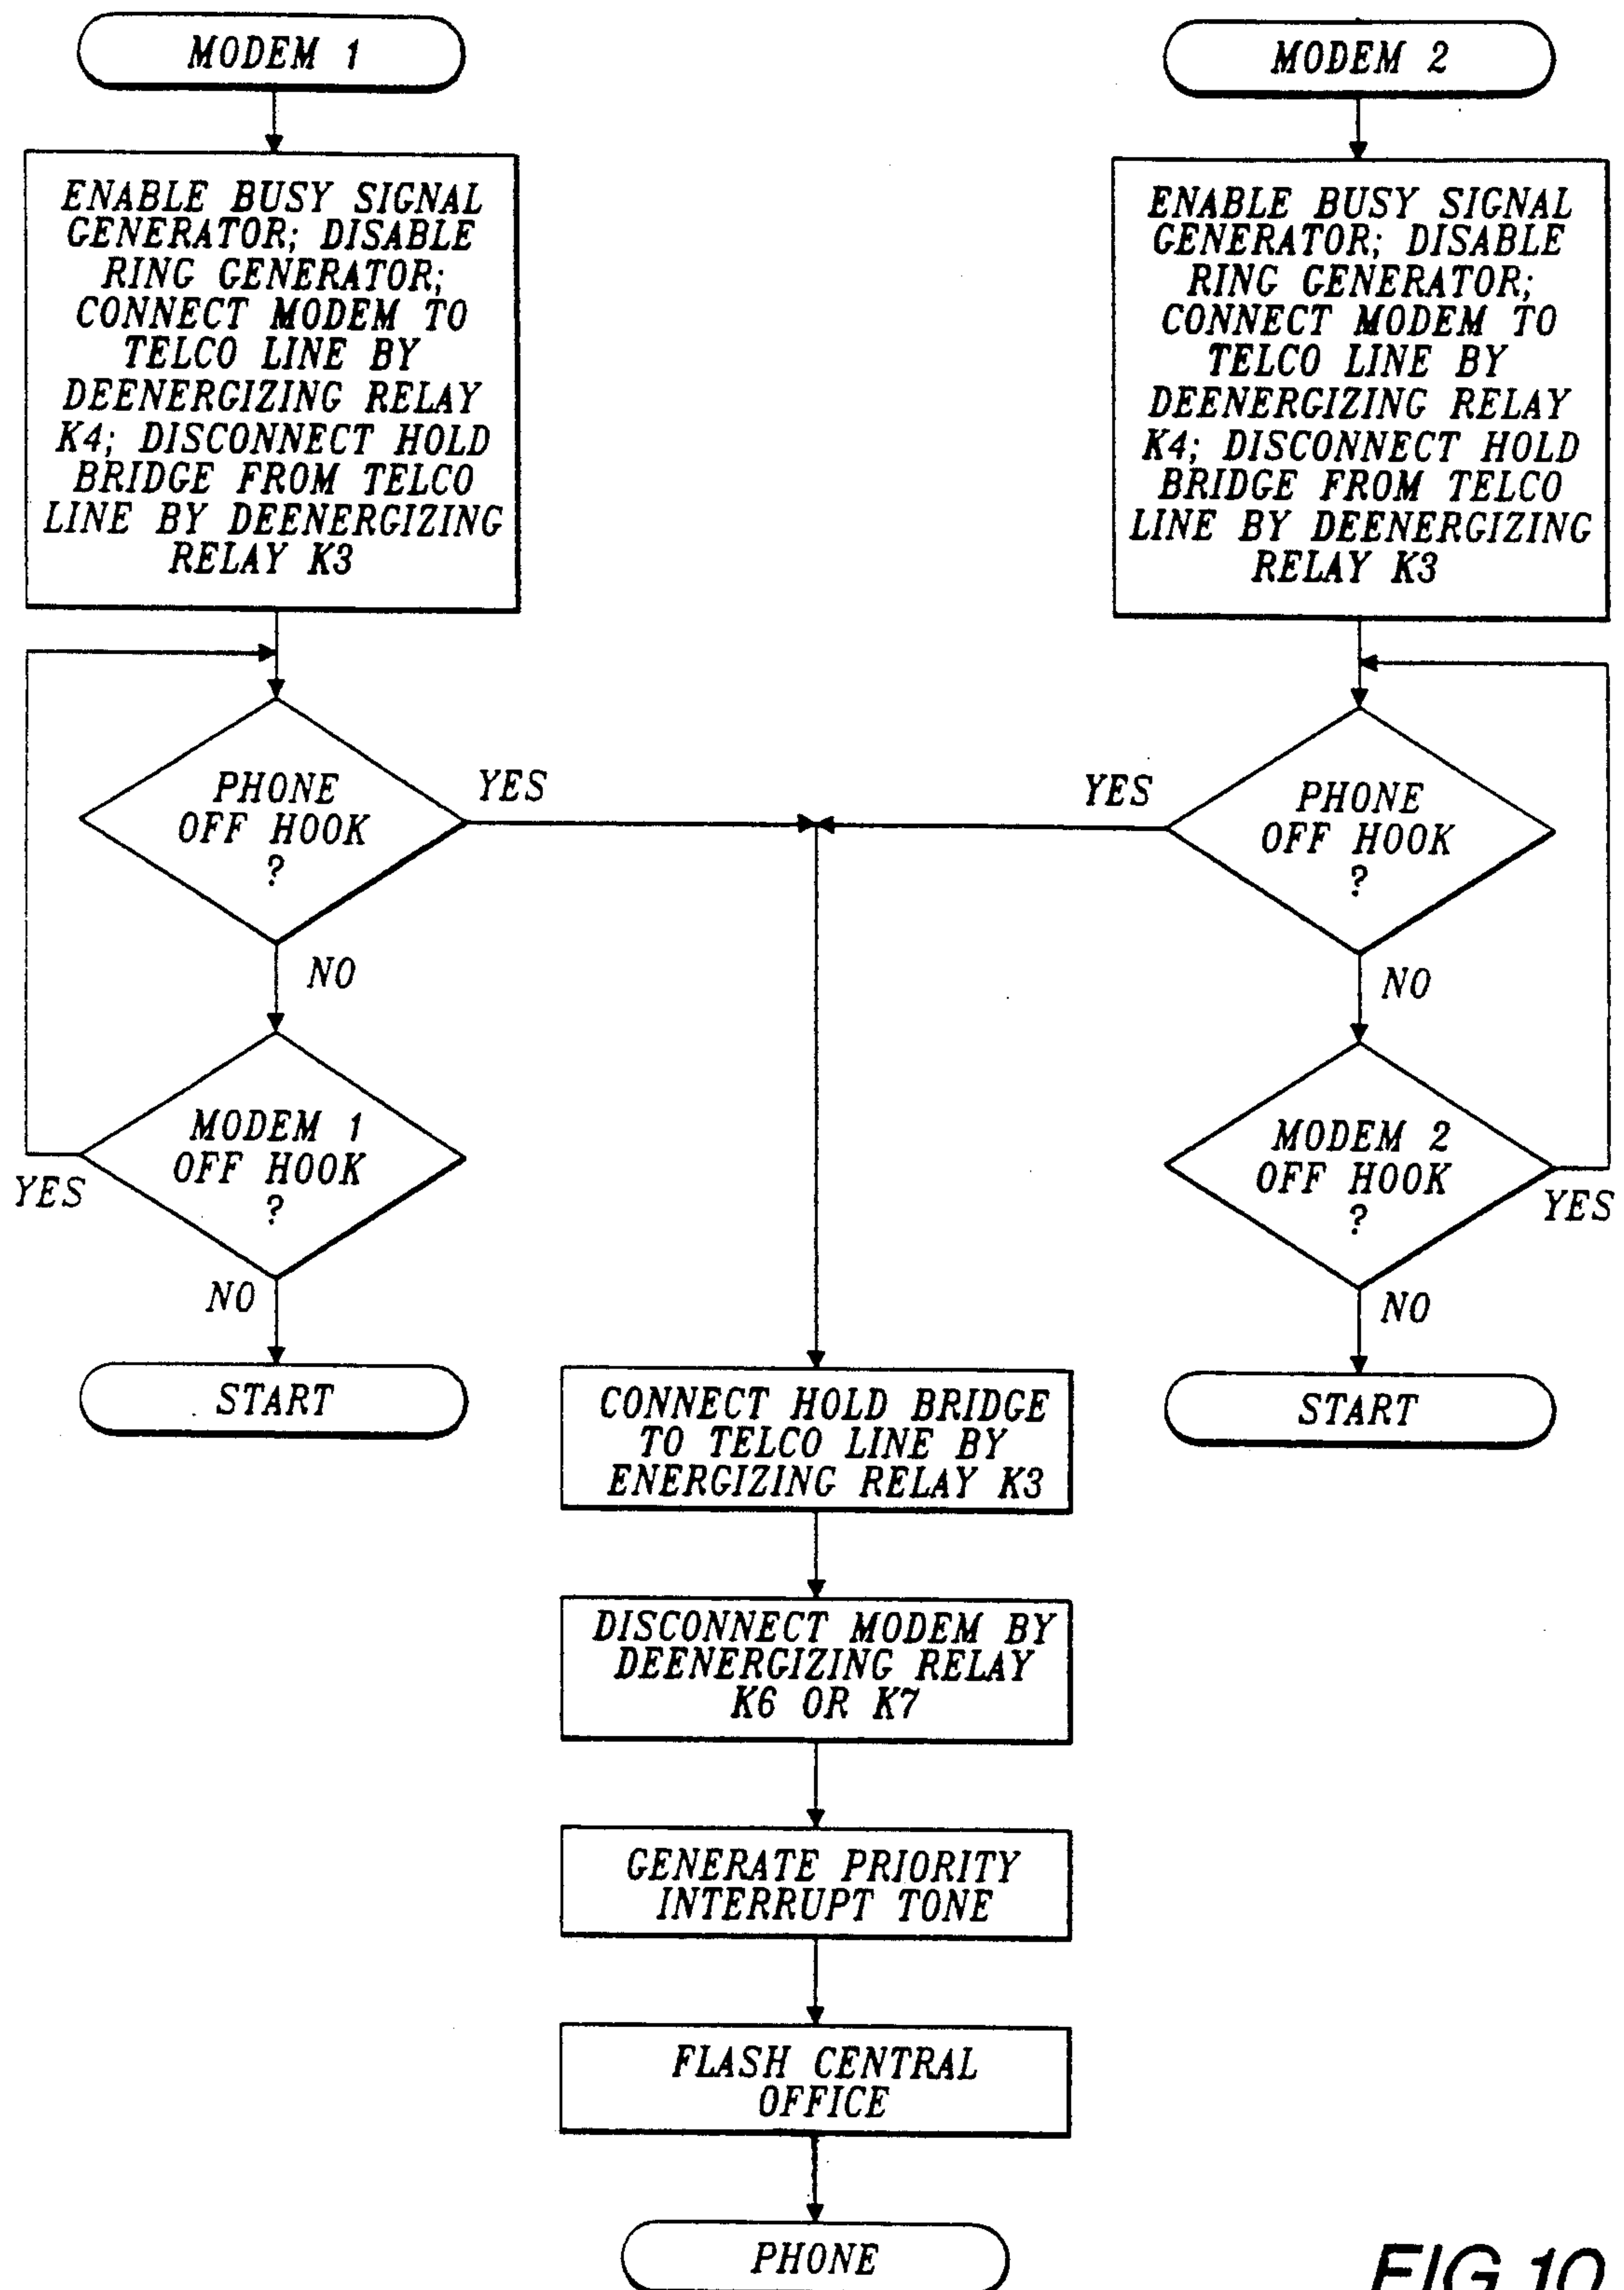 MODEM 1
ENABLE BUSY SIGNAL
GENERATOR; DISABLE
RING GENERATOR;
CONNECT MODEM TO
TELCO LINE BY
DEENERGIZING RELAY
K4; DISCONNECT HOLD
BRIDGE FROM TELCO
LINE BY DEENERGIZING
RELAY K3
PHONE
OFF HOOK
?
YES
NO
MODEM 1
OFF HOOK
?
YES
NO
START
MODEM 2
ENABLE BUSY SIGNAL
GENERATOR; DISABLE
RING GENERATOR;
CONNECT MODEM TO
TELCO LINE BY
DEENERGIZING RELAY
K4; DISCONNECT HOLD
BRIDGE FROM TELCO
LINE BY DEENERGIZING
RELAY K3
PHONE
OFF HOOK
?
YES
NO
MODEM 2
OFF HOOK
?
YES
NO
START
CONNECT HOLD BRIDGE
TO TELCO LINE BY
ENERGIZING RELAY K3
DISCONNECT MODEM BY
DEENERGIZING RELAY
K6 OR K7
GENERATE PRIORITY
INTERRUPT TONE
FLASH CENTRAL
OFFICE
PHONE
FIG.10